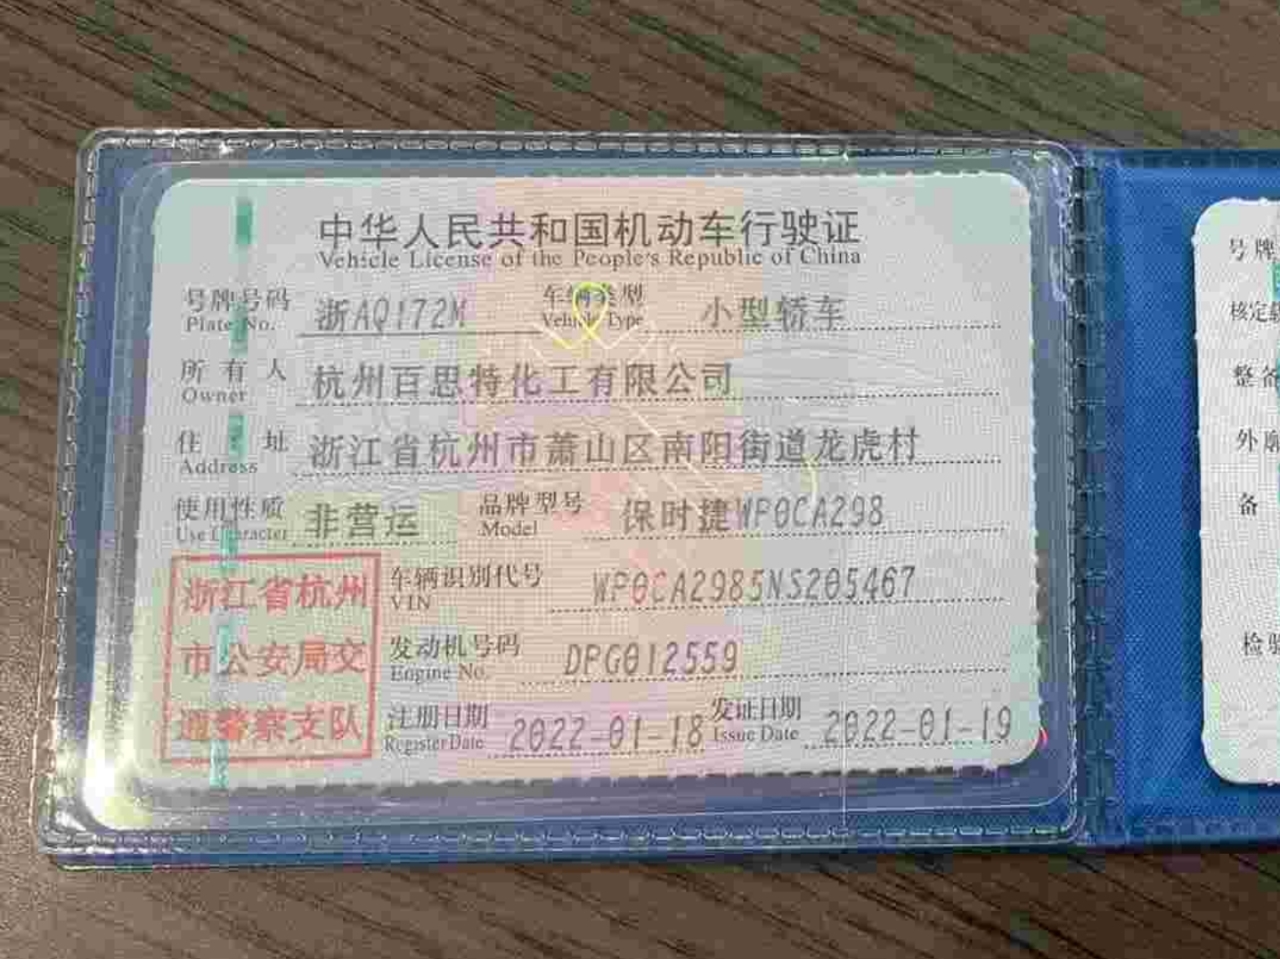 中华人民共和国机动车行驶证
Vehicle License of the People's Republic of China
号牌号码 浙AQ172M 车辆类型 小型轿车
Plate No. Vehicle Type
所有人 杭州百思特化工有限公司
Owner
住址 浙江省杭州市萧山区南阳街道龙虎村
Address
使用性质 非营运 品牌型号 保时捷WP0CA298
Use Character Model
浙江省杭州
市公安局交
通警察支队
车辆识别代号 WP0CA2985NS205467
VIN
发动机号码 DPG012559
Engine No.
注册日期 2022-01-18 发证日期 2022-01-19
Register Date Issue Date
号牌
核定
整备
外廓
备
检验